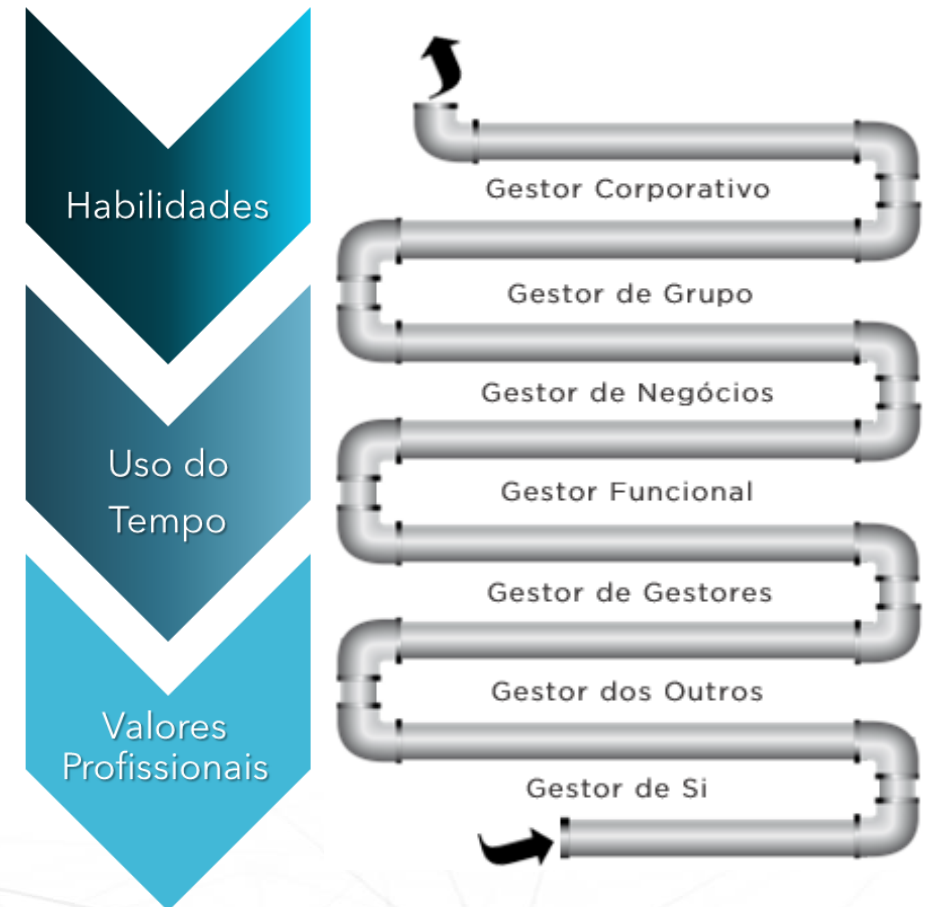 Habilidades
Uso do
Tempo
Valores
Profissionais
Gestor Corporativo
Gestor de Grupo
Gestor de Negócios
Gestor Funcional
Gestor de Gestores
Gestor dos Outros
Gestor de Si